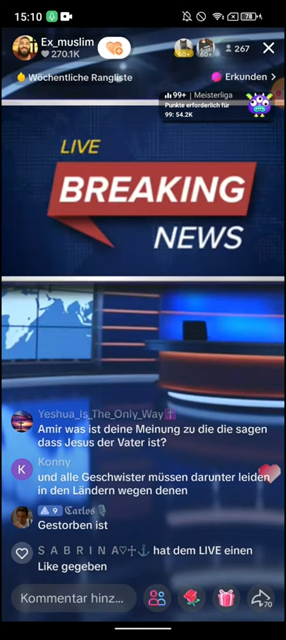 15:10
78
Ex_muslim
270.1K
267
Wöchentliche Rangliste
Erkunden >
99+ | Meisterliga
Punkte erforderlich für
99: 54.2K
LIVE
BREAKING
NEWS
Yeshua_Is_The_Only_Way
Amir was ist deine Meinung zu die die sagen
dass Jesus der Vater ist?
K Konny
und alle Geschwister müssen darunter leiden
in den Ländern wegen denen
9 Carlos
Gestorben ist
S A B R I N A♡☥⚓ hat dem LIVE einen
Like gegeben
Kommentar hinz...
70